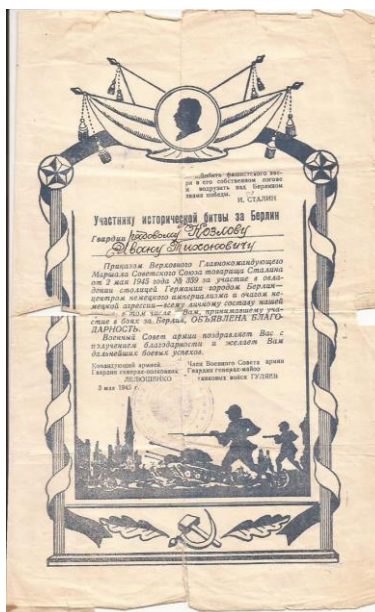 ...Добить фашистского зве-
ря в его собственном логове
и водрузить над Берлином
знамя победы.
И. СТАЛИН
Участнику исторической битвы за Берлин
Гвардии рядовому Козлову
Ивану Тихоновичу
Приказом Верховного Главнокомандующего
Маршала Советского Союза товарища Сталина
от 2 мая 1945 года № 359 за участие в овла-
дении столицей Германии городом Берлин—
центром немецкого империализма и очагом не-
мецкой агрессии—всему личному составу нашей
в том числе и Вам, принимавшему уча-
стие в боях за Берлин, ОБЪЯВЛЕНА БЛАГО-
ДАРНОСТЬ.
Военный Совет армии поздравляет Вас с
получением благодарности и желает Вам
дальнейших боевых успехов.
Командующий армией
Гвардии генерал-полковник
ЛЕЛЮШЕНКО
3 мая 1945 г.
Член Военного Совета армии
Гвардии генерал-майор
танковых войск ГУЛЯЕВ